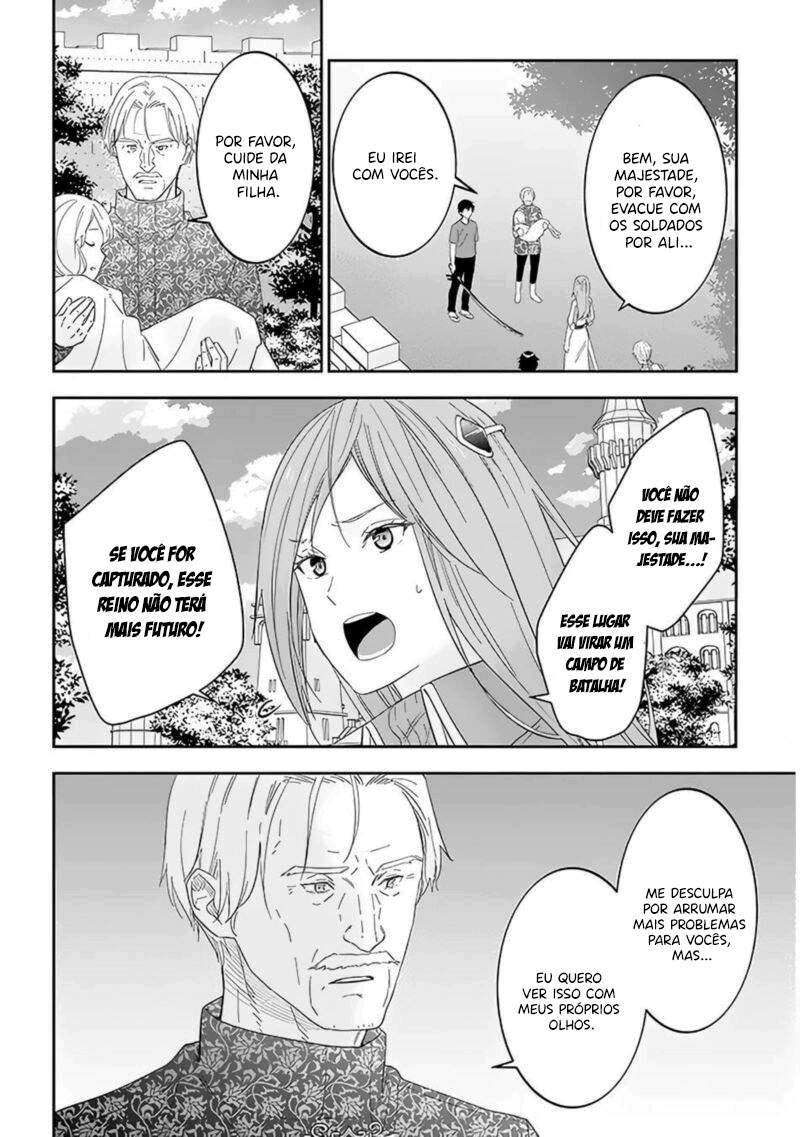 BEM, SUA
MAJESTADE,
POR FAVOR,
EVACUE COM
OS SOLDADOS
POR ALI...
EU IREI
COM VOCÊS.
POR FAVOR,
CUIDE DA
MINHA
FILHA.
VOCÊ NÃO
DEVE FAZER
ISSO, SUA MA-
JESTADE...!
ESSE LUGAR
VAI VIRAR UM
CAMPO DE
BATALHA!
SE VOCÊ FOR
CAPTURADO, ESSE
REINO NÃO TERÁ
MAIS FUTURO!
ME DESCULPA
POR ARRUMAR
MAIS PROBLEMAS
PARA VOCÊS,
MAS...
EU QUERO
VER ISSO COM
MEUS PRÓPRIOS
OLHOS.